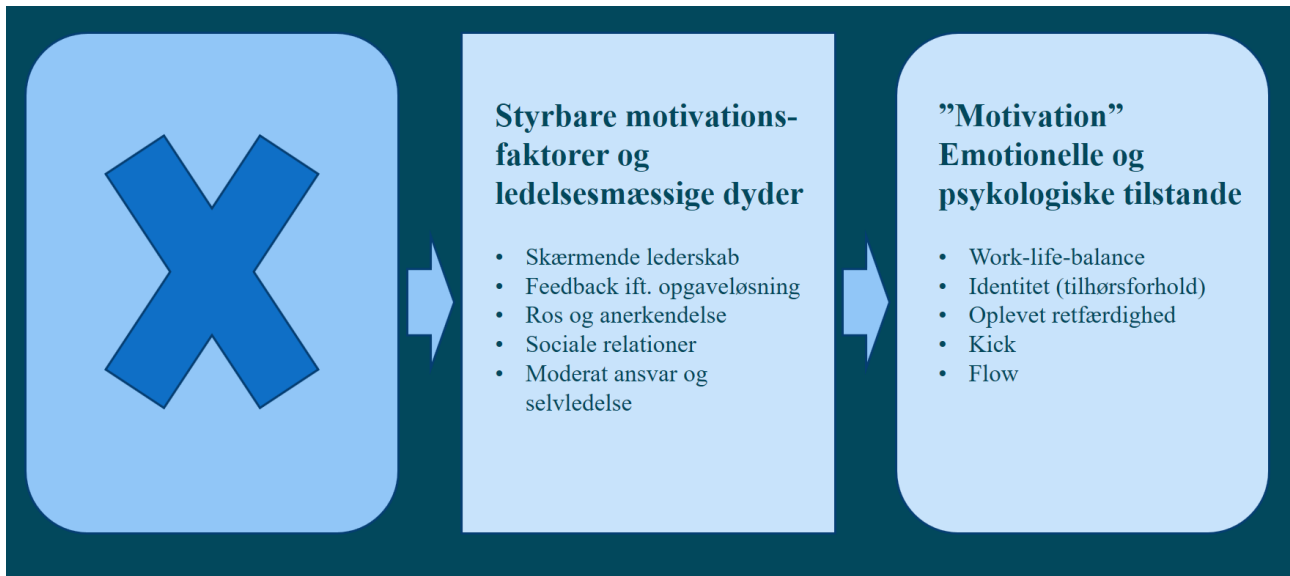 Styrbare motivations-
faktorer og
ledelsesmæssige dyder
• Skærmende lederskab
• Feedback ift. opgaveløsning
• Ros og anerkendelse
• Sociale relationer
• Moderat ansvar og
selvledelse
”Motivation”
Emotionelle og
psykologiske tilstande
• Work-life-balance
• Identitet (tilhørsforhold)
• Oplevet retfærdighed
• Kick
• Flow